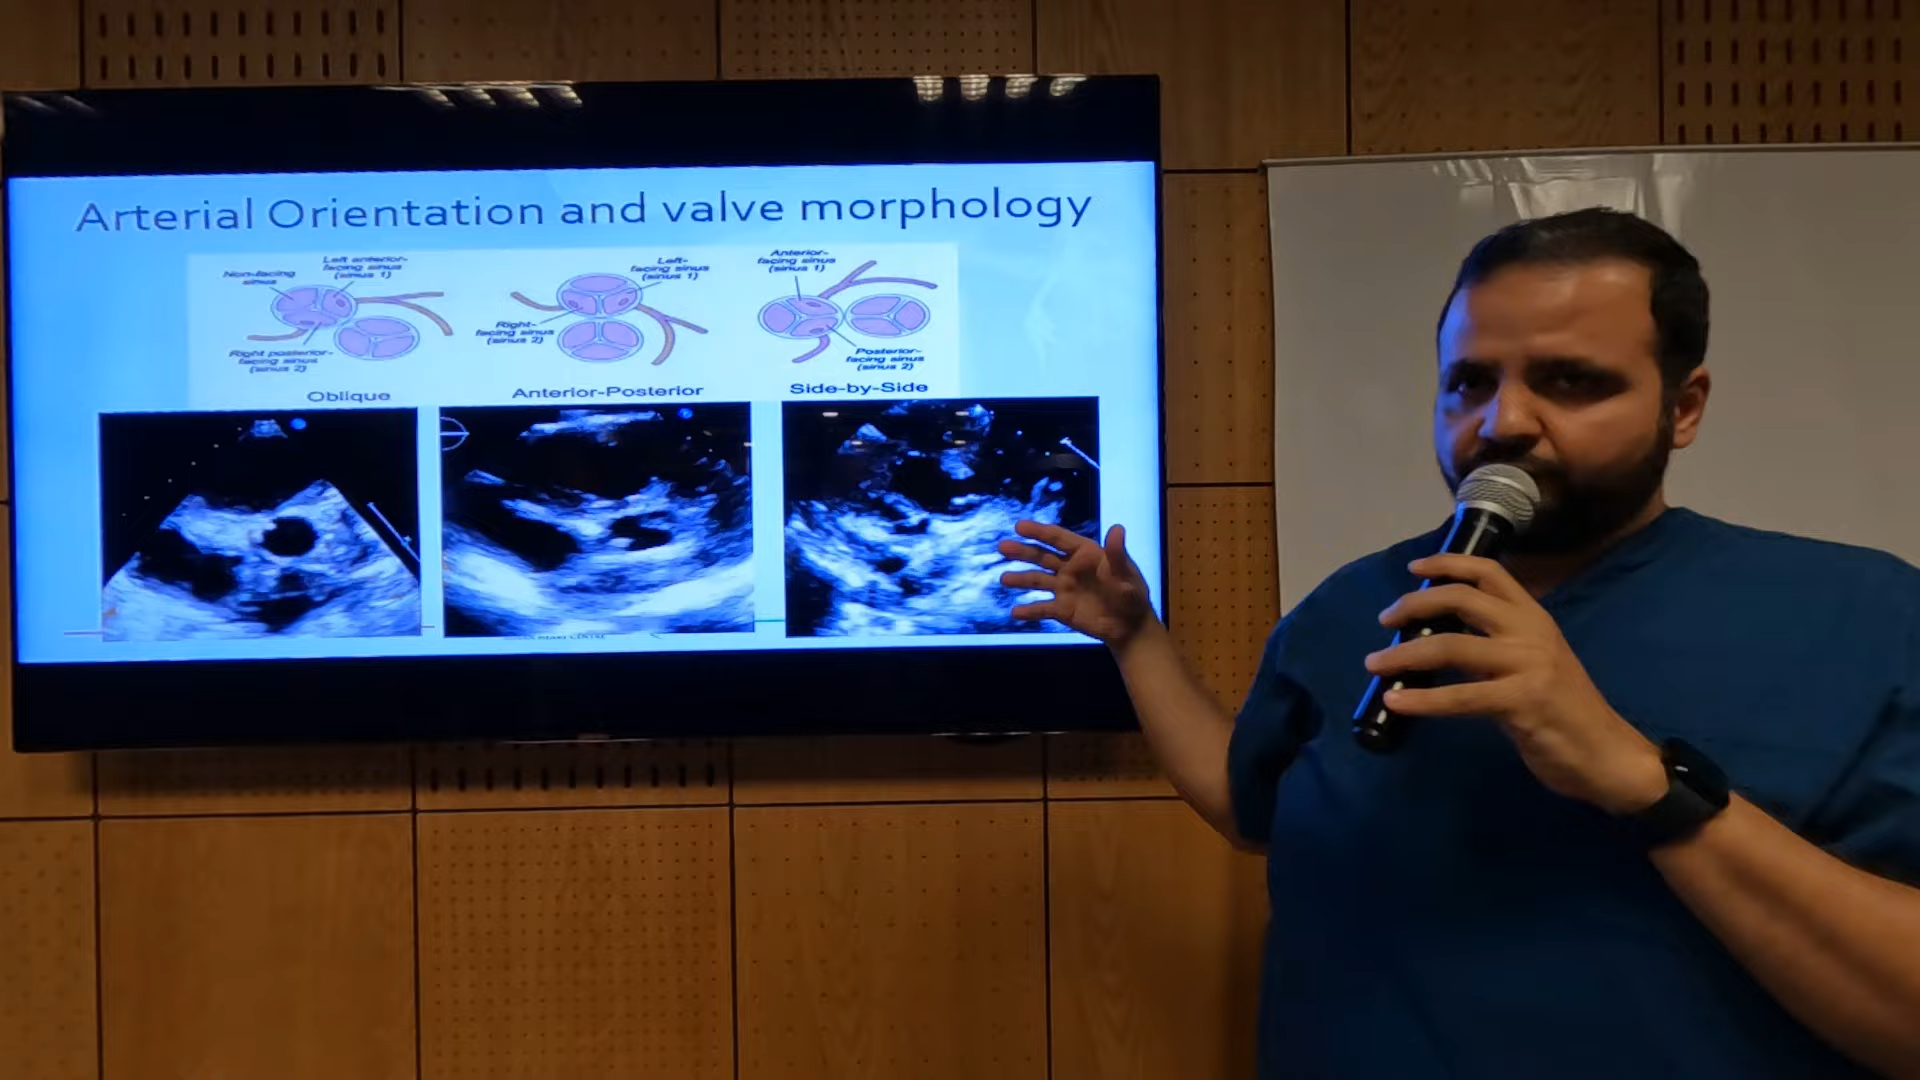 Arterial Orientation and valve morphology
Non-facing
sinus
Left anterior-
facing sinus
(sinus 1)
Right posterior-
facing sinus
(sinus 2)
Left-
facing sinus
(sinus 1)
Right-
facing sinus
(sinus 2)
Anterior-
facing sinus
(sinus 1)
Posterior-
facing sinus
(sinus 2)
Oblique
Anterior-Posterior
Side-by-Side
HEART CENTRE